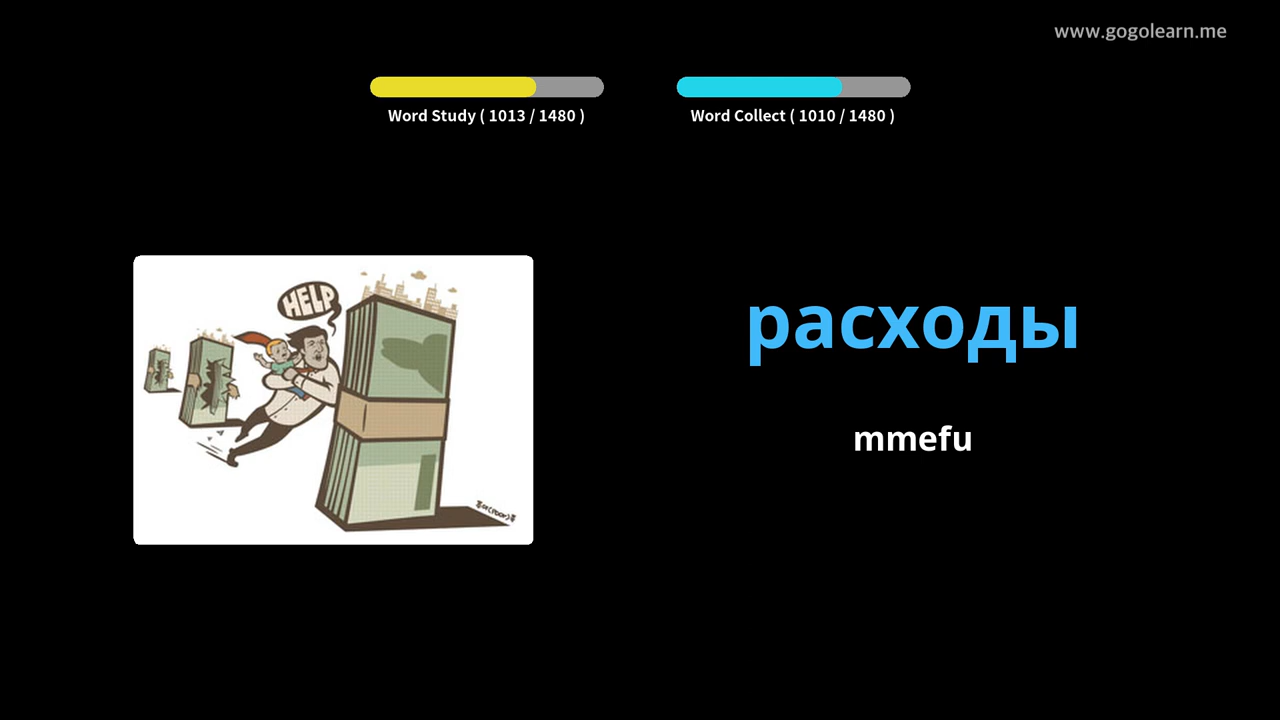 www.gogolearn.me
Word Study ( 1013 / 1480 )
Word Collect ( 1010 / 1480 )
HELP
расходы
mmefu